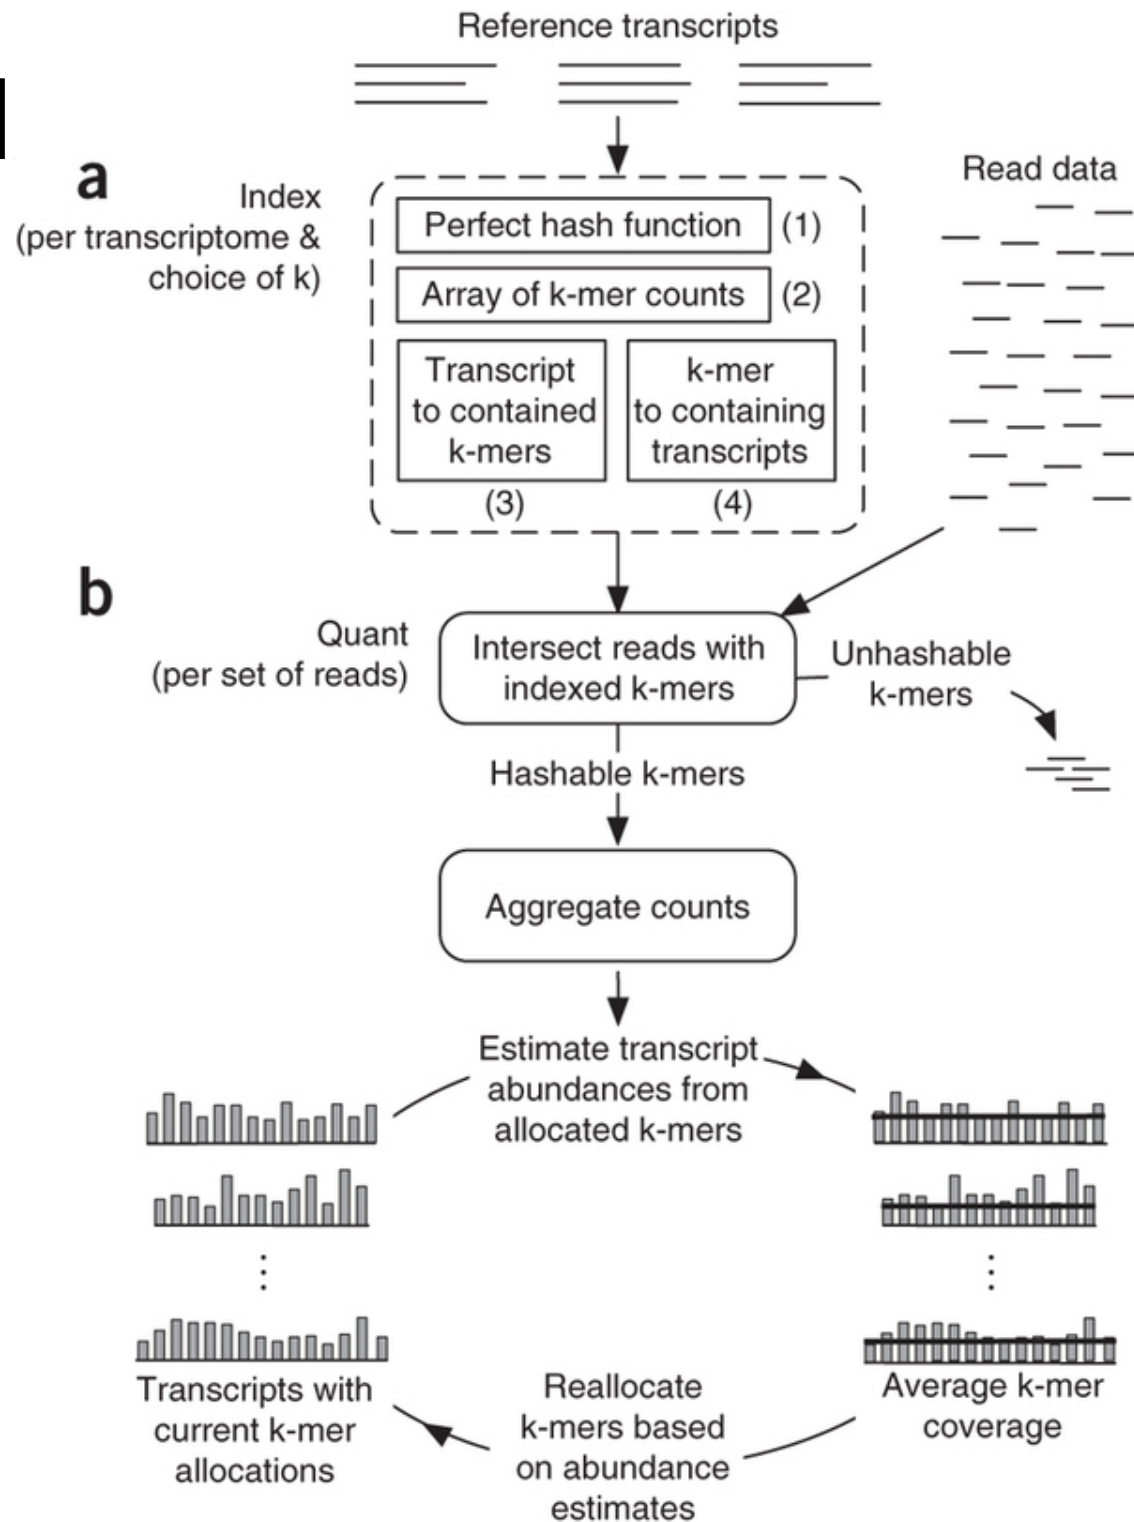 Reference transcripts
a
Index
(per transcriptome &
choice of k)
Read data
Perfect hash function
(1)
Array of k-mer counts
(2)
Transcript
to contained
k-mers
(3)
k-mer
to containing
transcripts
(4)
b
Quant
(per set of reads)
Intersect reads with
indexed k-mers
Unhashable
k-mers
Hashable k-mers
Aggregate counts
Estimate transcript
abundances from
allocated k-mers
Transcripts with
current k-mer
allocations
Reallocate
k-mers based
on abundance
estimates
Average k-mer
coverage